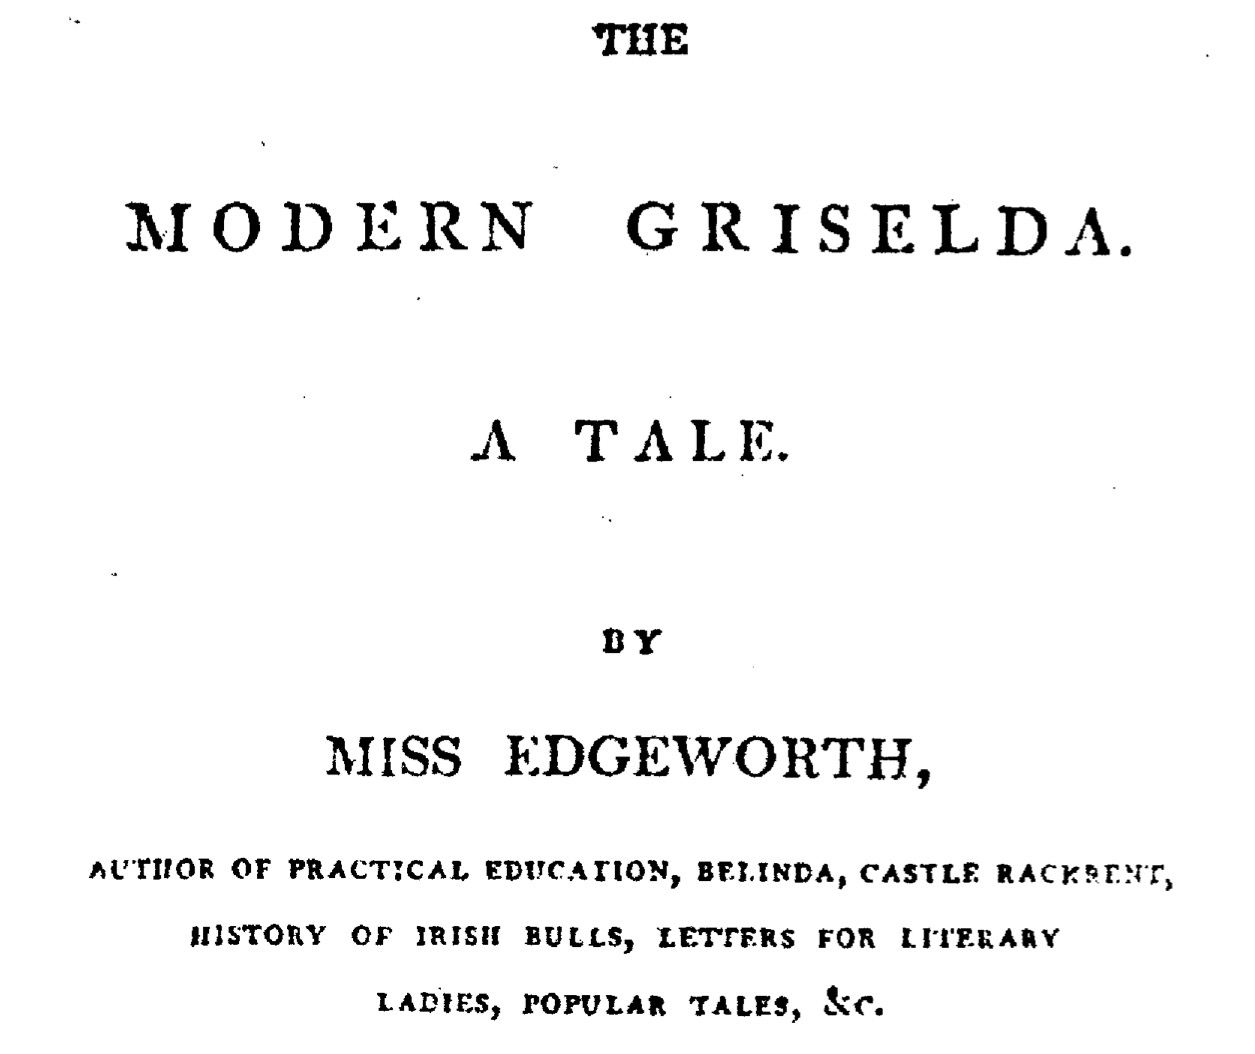 THE
MODERN GRISELDA.
A TALE.
BY
MISS EDGEWORTH,
AUTHOR OF PRACTICAL EDUCATION, BELINDA, CASTLE RACKRENT,
HISTORY OF IRISH BULLS, LETTERS FOR LITERARY
LADIES, POPULAR TALES, &c.